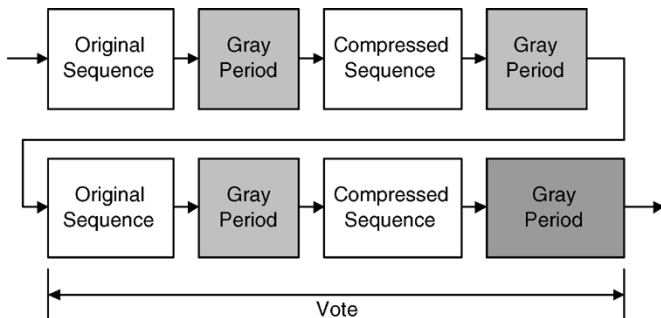 Original
Sequence
Gray
Period
Compressed
Sequence
Gray
Period
Original
Sequence
Gray
Period
Compressed
Sequence
Gray
Period
Vote